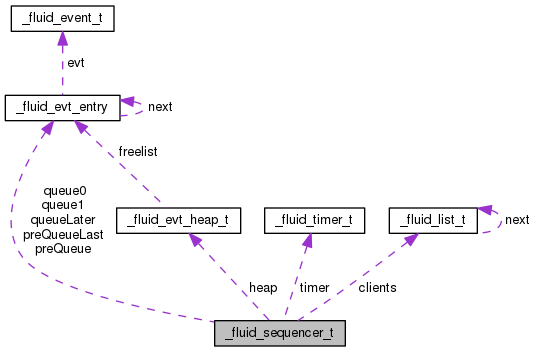 _fluid_event_t
evt
_fluid_evt_entry
next
freelist
queue0
queue1
queueLater
preQueueLast
preQueue
_fluid_evt_heap_t
_fluid_timer_t
_fluid_list_t
next
heap
timer
clients
_fluid_sequencer_t